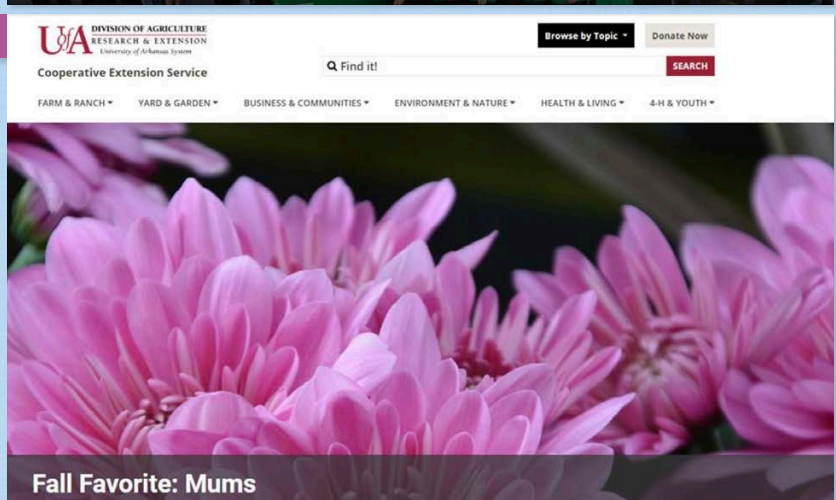 UofA DIVISION OF AGRICULTURE
RESEARCH & EXTENSION
University of Arkansas System
Cooperative Extension Service
Browse by Topic
Donate Now
Find it!
SEARCH
FARM & RANCH YARD & GARDEN BUSINESS & COMMUNITIES ENVIRONMENT & NATURE HEALTH & LIVING 4-H & YOUTH
Fall Favorite: Mums